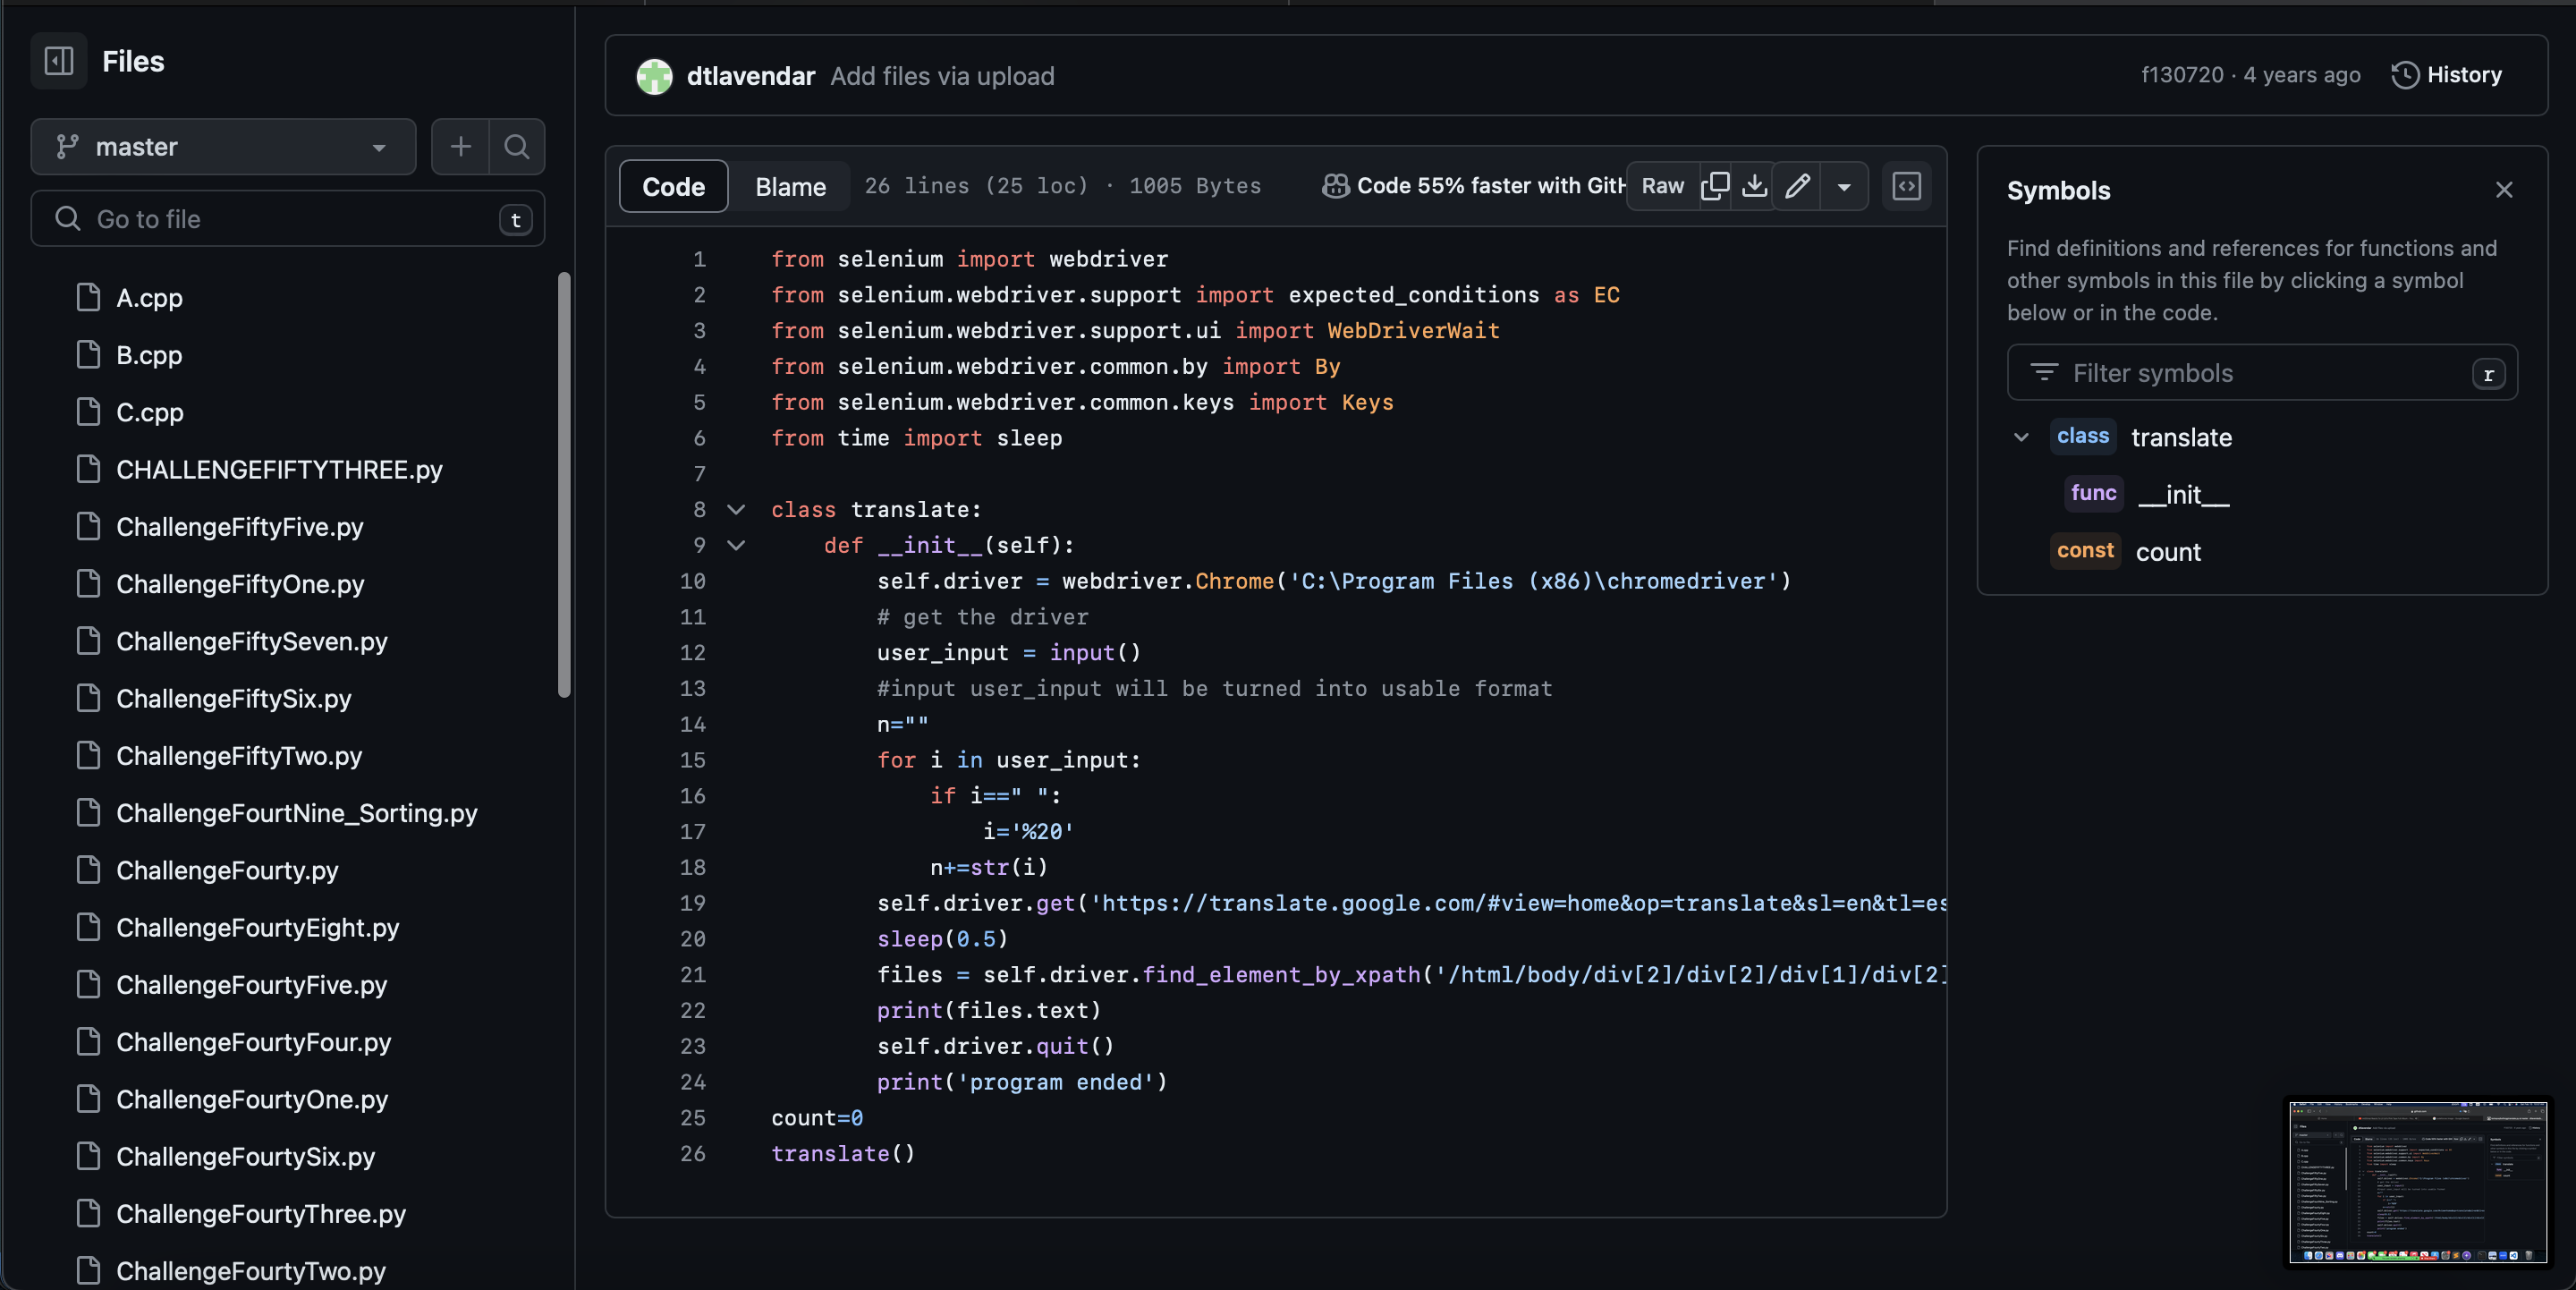 Files
master
Go to file
t
A.cpp
B.cpp
C.cpp
CHALLENGEFIFTYTHREE.py
ChallengeFiftyFive.py
ChallengeFiftyOne.py
ChallengeFiftySeven.py
ChallengeFiftySix.py
ChallengeFiftyTwo.py
ChallengeFourtNine_Sorting.py
ChallengeFourty.py
ChallengeFourtyEight.py
ChallengeFourtyFive.py
ChallengeFourtyFour.py
ChallengeFourtyOne.py
ChallengeFourtySix.py
ChallengeFourtyThree.py
ChallengeFourtyTwo.py
dtlavendar Add files via upload
f130720 · 4 years ago History
Code Blame 26 lines (25 loc) · 1005 Bytes Code 55% faster with GitH Raw
1 from selenium import webdriver
2 from selenium.webdriver.support import expected_conditions as EC
3 from selenium.webdriver.support.ui import WebDriverWait
4 from selenium.webdriver.common.by import By
5 from selenium.webdriver.common.keys import Keys
6 from time import sleep
7
8 class translate:
9     def __init__(self):
10         self.driver = webdriver.Chrome('C:\Program Files (x86)\chromedriver')
11         # get the driver
12         user_input = input()
13         #input user_input will be turned into usable format
14         n=""
15         for i in user_input:
16             if i==" ":
17                 i='%20'
18             n+=str(i)
19         self.driver.get('https://translate.google.com/#view=home&op=translate&sl=en&tl=es
20         sleep(0.5)
21         files = self.driver.find_element_by_xpath('/html/body/div[2]/div[2]/div[1]/div[2]
22         print(files.text)
23         self.driver.quit()
24         print('program ended')
25 count=0
26 translate()
Symbols
Find definitions and references for functions and
other symbols in this file by clicking a symbol
below or in the code.
Filter symbols
r
class translate
func __init__
const count